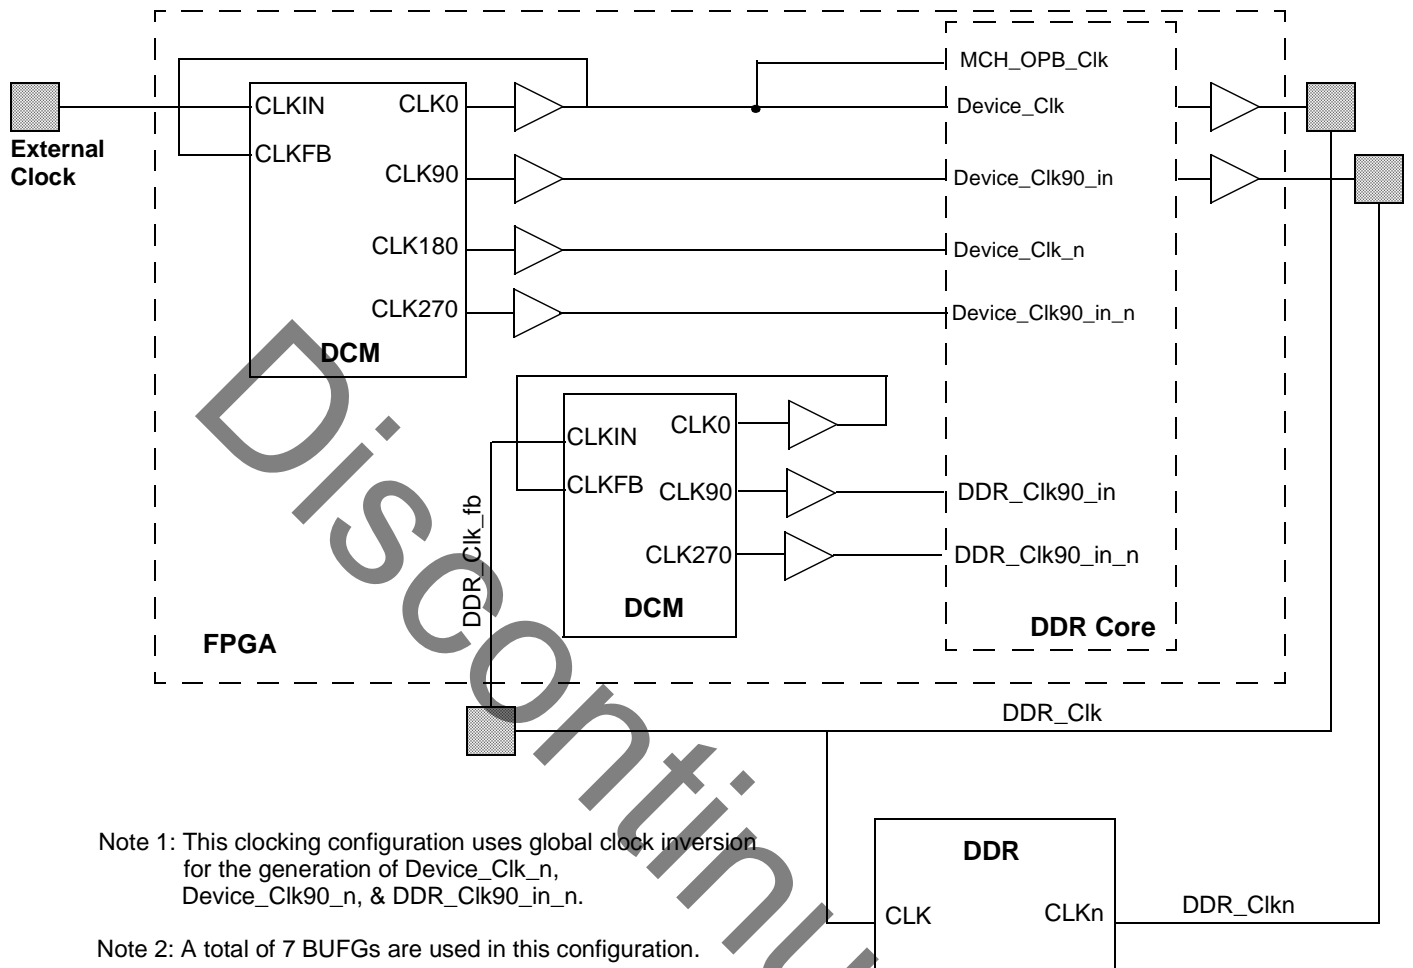 MCH_OPB_Clk
CLKIN
CLK0
Device_Clk
External
Clock
CLKFB
CLK90
Device_Clk90_in
CLK180
Device_Clk_n
CLK270
Device_Clk90_in_n
DCM
CLKIN
CLK0
CLKFB
CLK90
DDR_Clk90_in
DDR_Clk_fb
CLK270
DDR_Clk90_in_n
DCM
DDR Core
FPGA
DDR_Clk
Note 1: This clocking configuration uses global clock inversion
for the generation of Device_Clk_n,
Device_Clk90_n, & DDR_Clk90_in_n.
DDR
CLK
CLKn
DDR_Clkn
Note 2: A total of 7 BUFGs are used in this configuration.
Discontinu